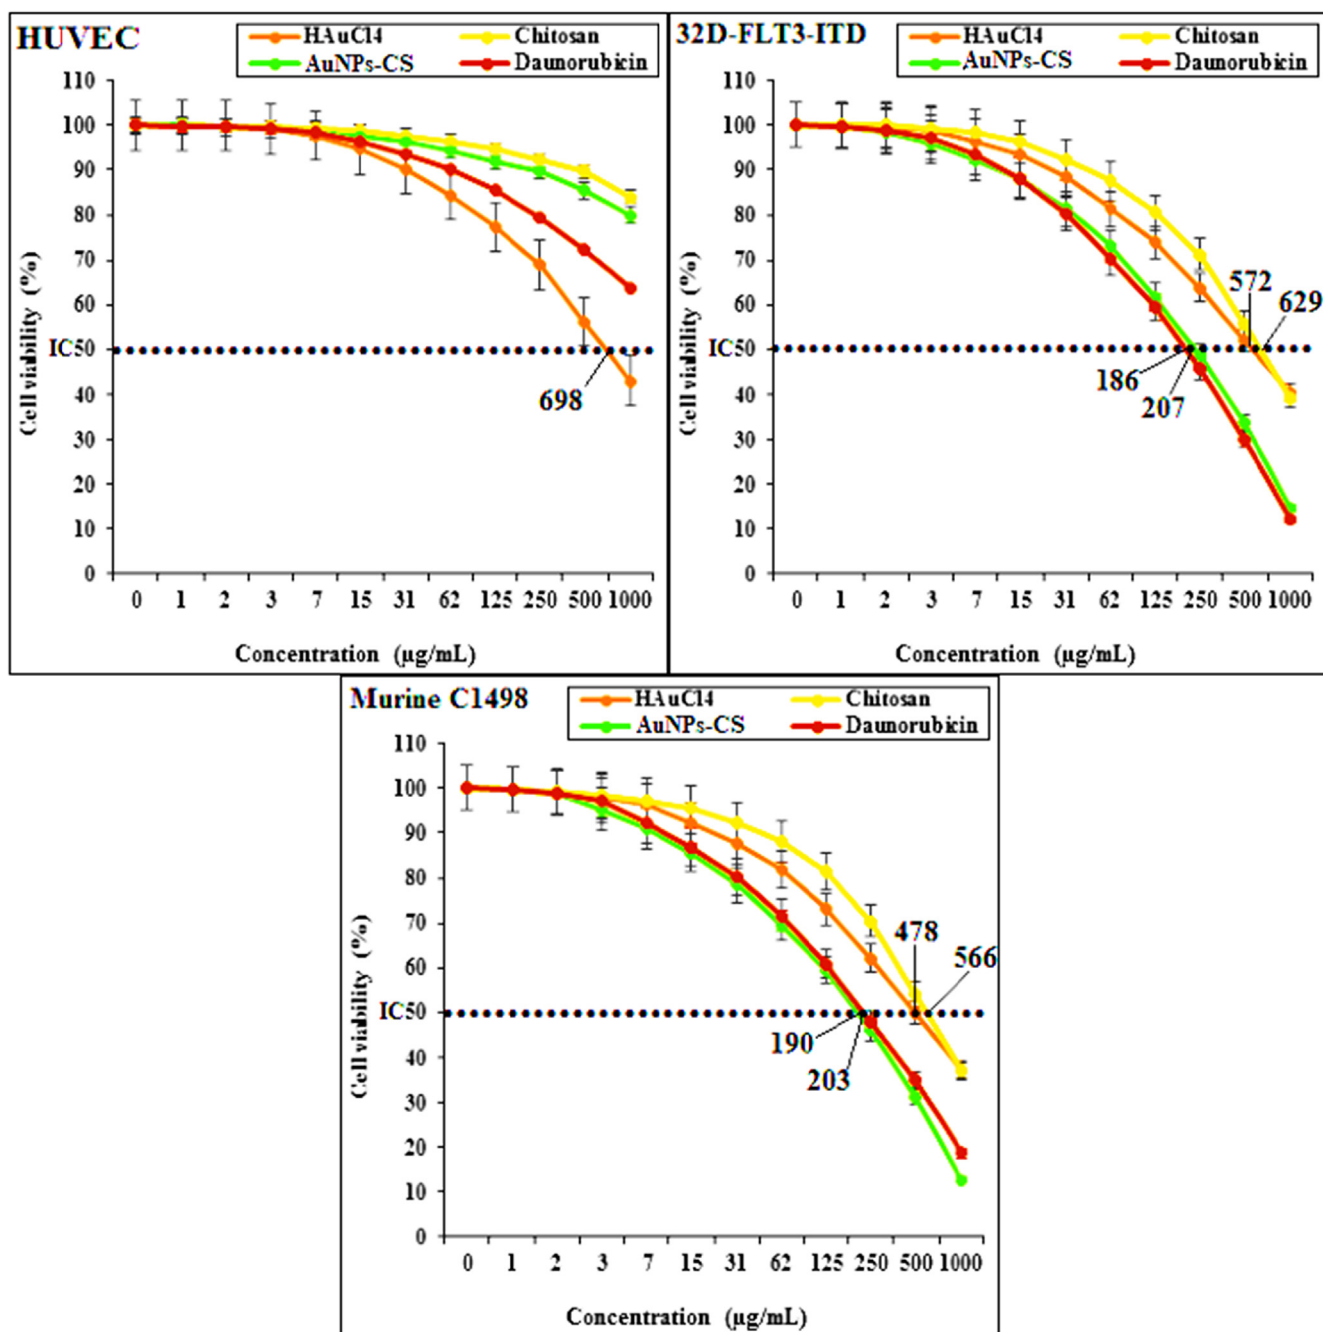 HUVEC
HAuCl4 Chitosan
AuNPs-CS Daunorubicin
110
100
90
80
70
60
IC50
40
30
20
10
0
Cell viability (%)
698
0 1 2 3 7 15 31 62 125 250 500 1000
Concentration (µg/mL)
32D-FLT3-ITD
HAuCl4 Chitosan
AuNPs-CS Daunorubicin
110
100
90
80
70
60
IC50
40
30
20
10
0
Cell viability (%)
572
629
186
207
0 1 2 3 7 15 31 62 125 250 500 1000
Concentration (µg/mL)
Murine C1498
HAuCl4 Chitosan
AuNPs-CS Daunorubicin
110
100
90
80
70
60
IC50
40
30
20
10
0
Cell viability (%)
478
566
190
203
0 1 2 3 7 15 31 62 125 250 500 1000
Concentration (µg/mL)